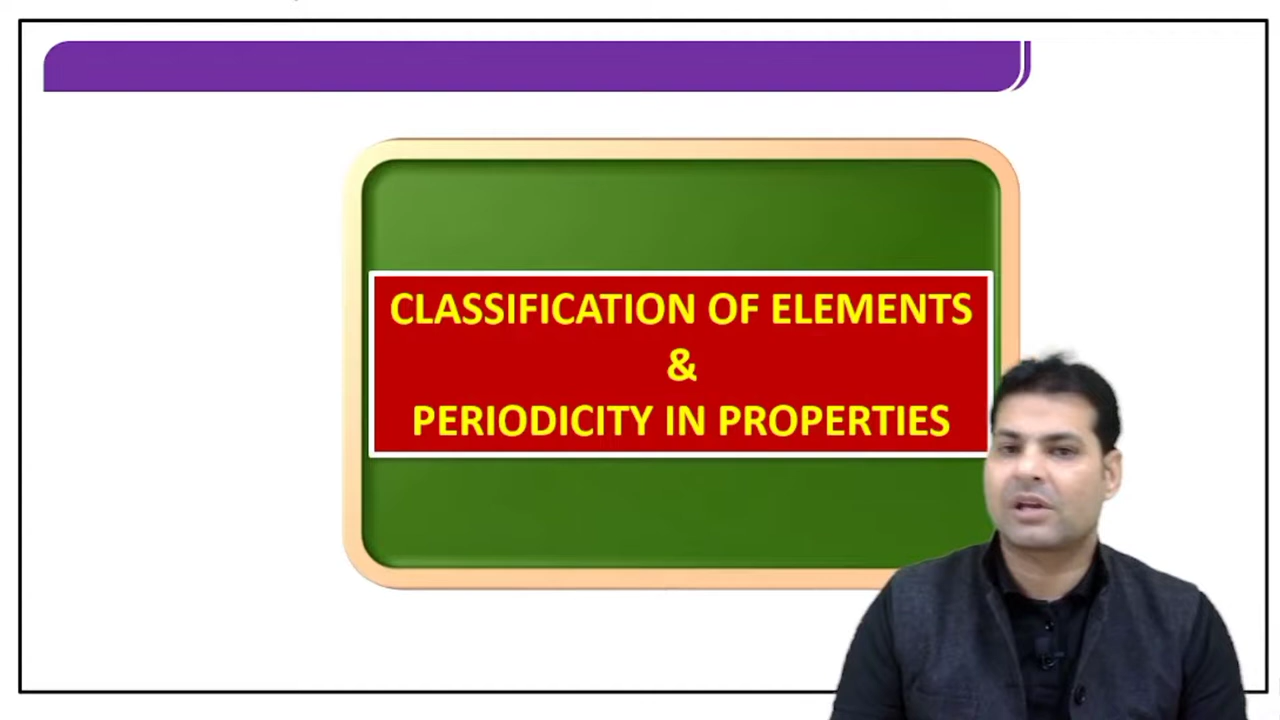 CLASSIFICATION OF ELEMENTS
&
PERIODICITY IN PROPERTIES